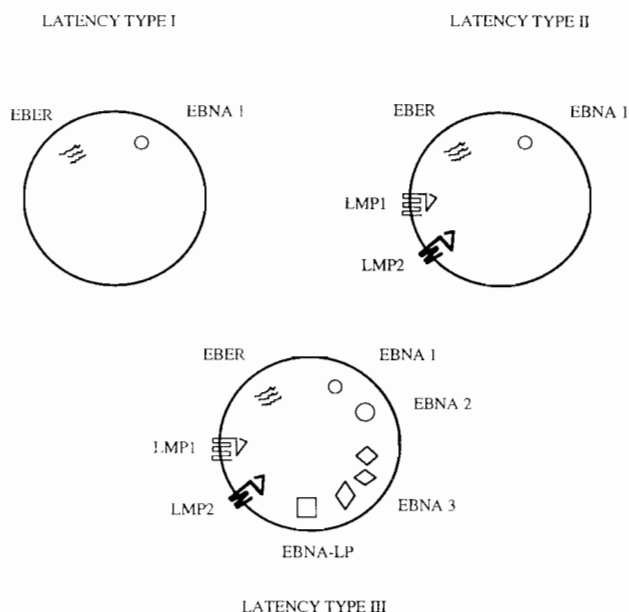 LATENCY TYPE I
LATENCY TYPE II
EBER
EBNA 1
EBER
EBNA 1
LMP1
LMP2
EBER
EBNA 1
EBNA 2
LMP1
LMP2
EBNA 3
EBNA-LP
LATENCY TYPE III